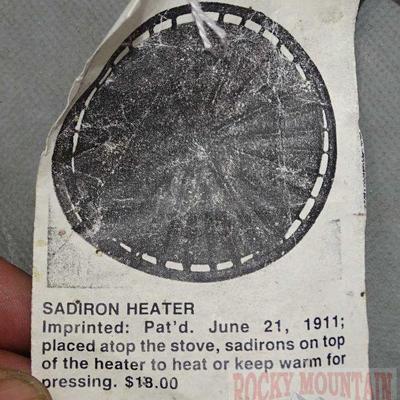 SADIRON HEATER
Imprinted: Pat'd. June 21, 1911;
placed atop the stove, sadirons on top
of the heater to heat or keep warm for
pressing. $18.00
ROCKY MOUNTAIN